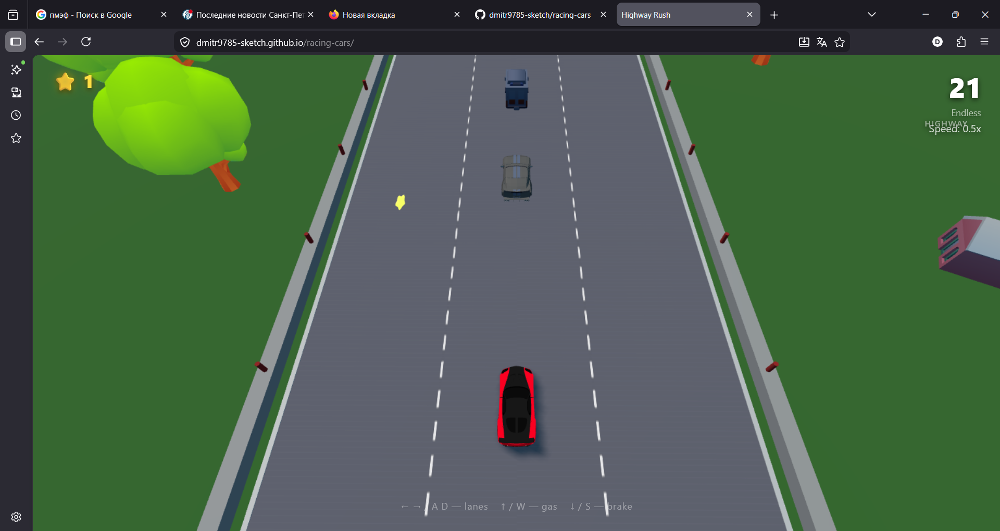 пмэф - Поиск в Google
Последние новости Санкт-Пет
Новая вкладка
dmitr9785-sketch/racing-cars
Highway Rush
dmitr9785-sketch.github.io/racing-cars/
D
1
21
Endless
HIGHWAY
Speed: 0.5x
← → / A D — lanes ↑ / W — gas ↓ / S — brake